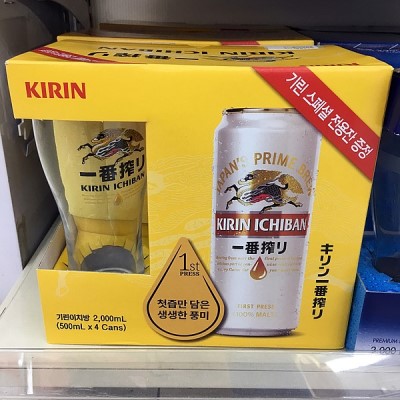 ICHIBAN
KIRIN
기린 스페셜 전용잔 증정
一番搾り
KIRIN ICHIBAN
JAPAN'S PRIME BREW
KIRIN ICHIBAN
一番搾り
FIRST PRESS
100% MALT
キリン一番搾り
1st
PRESS
첫즙만 담은
생생한 풍미
기린이치방 2,000mL
(500mL x 4 Cans)
PREMIUM